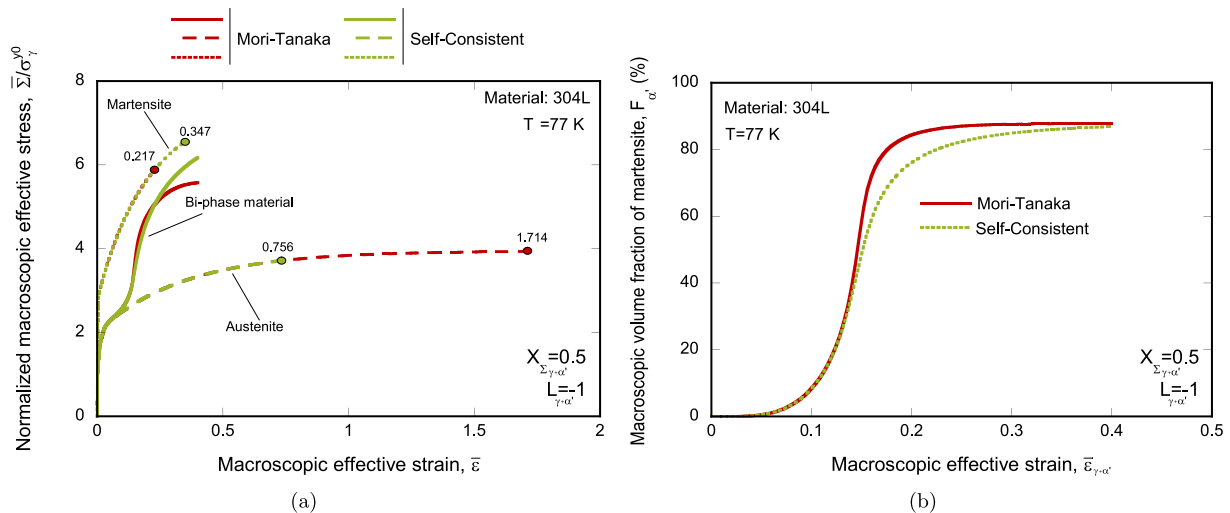 Mori-Tanaka
Self-Consistent
Normalized macroscopic effective stress, Σ̅/σ_γ^y0
8
6
4
2
0
Martensite
0.347
0.217
Bi-phase material
0.756
1.714
Austenite
Material: 304L
T =77 K
X_Σγ+α'=0.5
L_γ+α'=-1
0
0.5
1
1.5
2
Macroscopic effective strain, ε̅
(a)
Macroscopic volume fraction of martensite, F_α' (%)
100
80
60
40
20
0
Material: 304L
T=77 K
Mori-Tanaka
Self-Consistent
X_Σγ+α'=0.5
L_γ+α'=-1
0
0.1
0.2
0.3
0.4
0.5
Macroscopic effective strain, ε̅_γ+α'
(b)